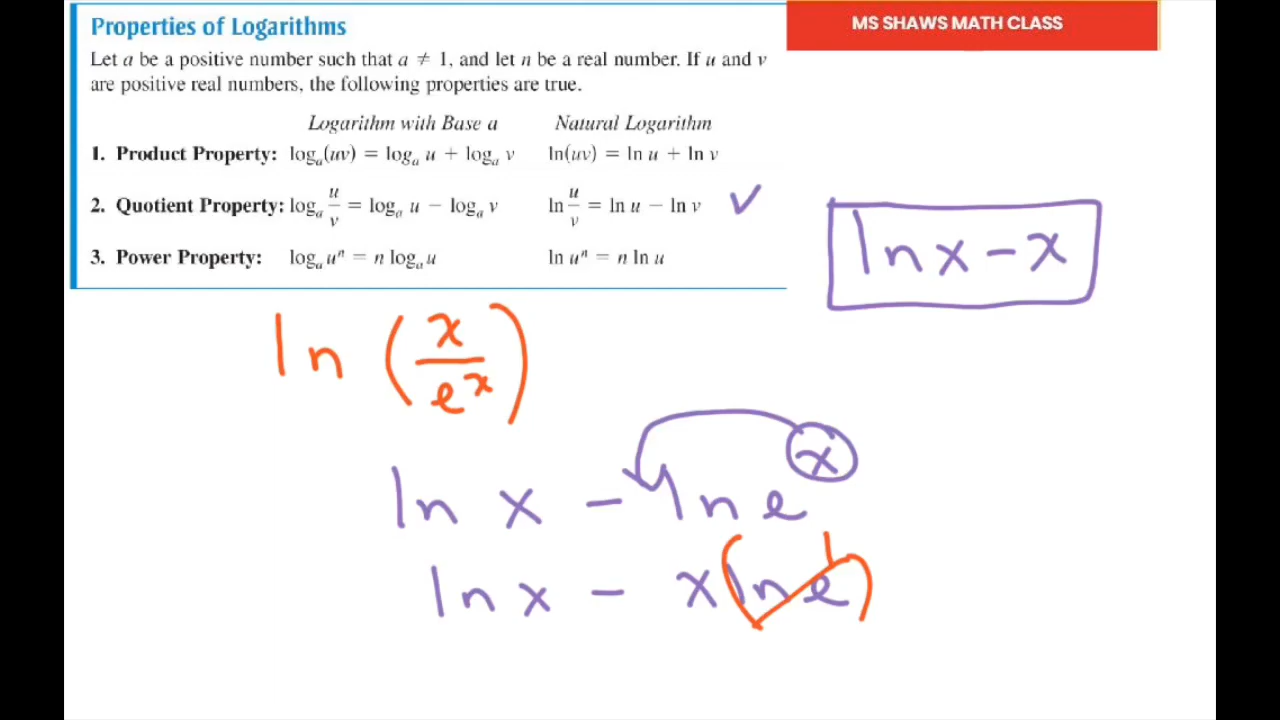 Properties of Logarithms
MS SHAWS MATH CLASS
Let a be a positive number such that a ≠ 1, and let n be a real number. If u and v
are positive real numbers, the following properties are true.
Logarithm with Base a Natural Logarithm
1. Product Property: logₐ(uv) = logₐ u + logₐ v ln(uv) = ln u + ln v
2. Quotient Property: logₐ u/v = logₐ u − logₐ v ln u/v = ln u − ln v ✓
3. Power Property: logₐ uⁿ = n logₐ u ln uⁿ = n ln u
ln x − x
ln (x/eˣ)
ln x − ln eˣ
ln x − x(ln e) 1